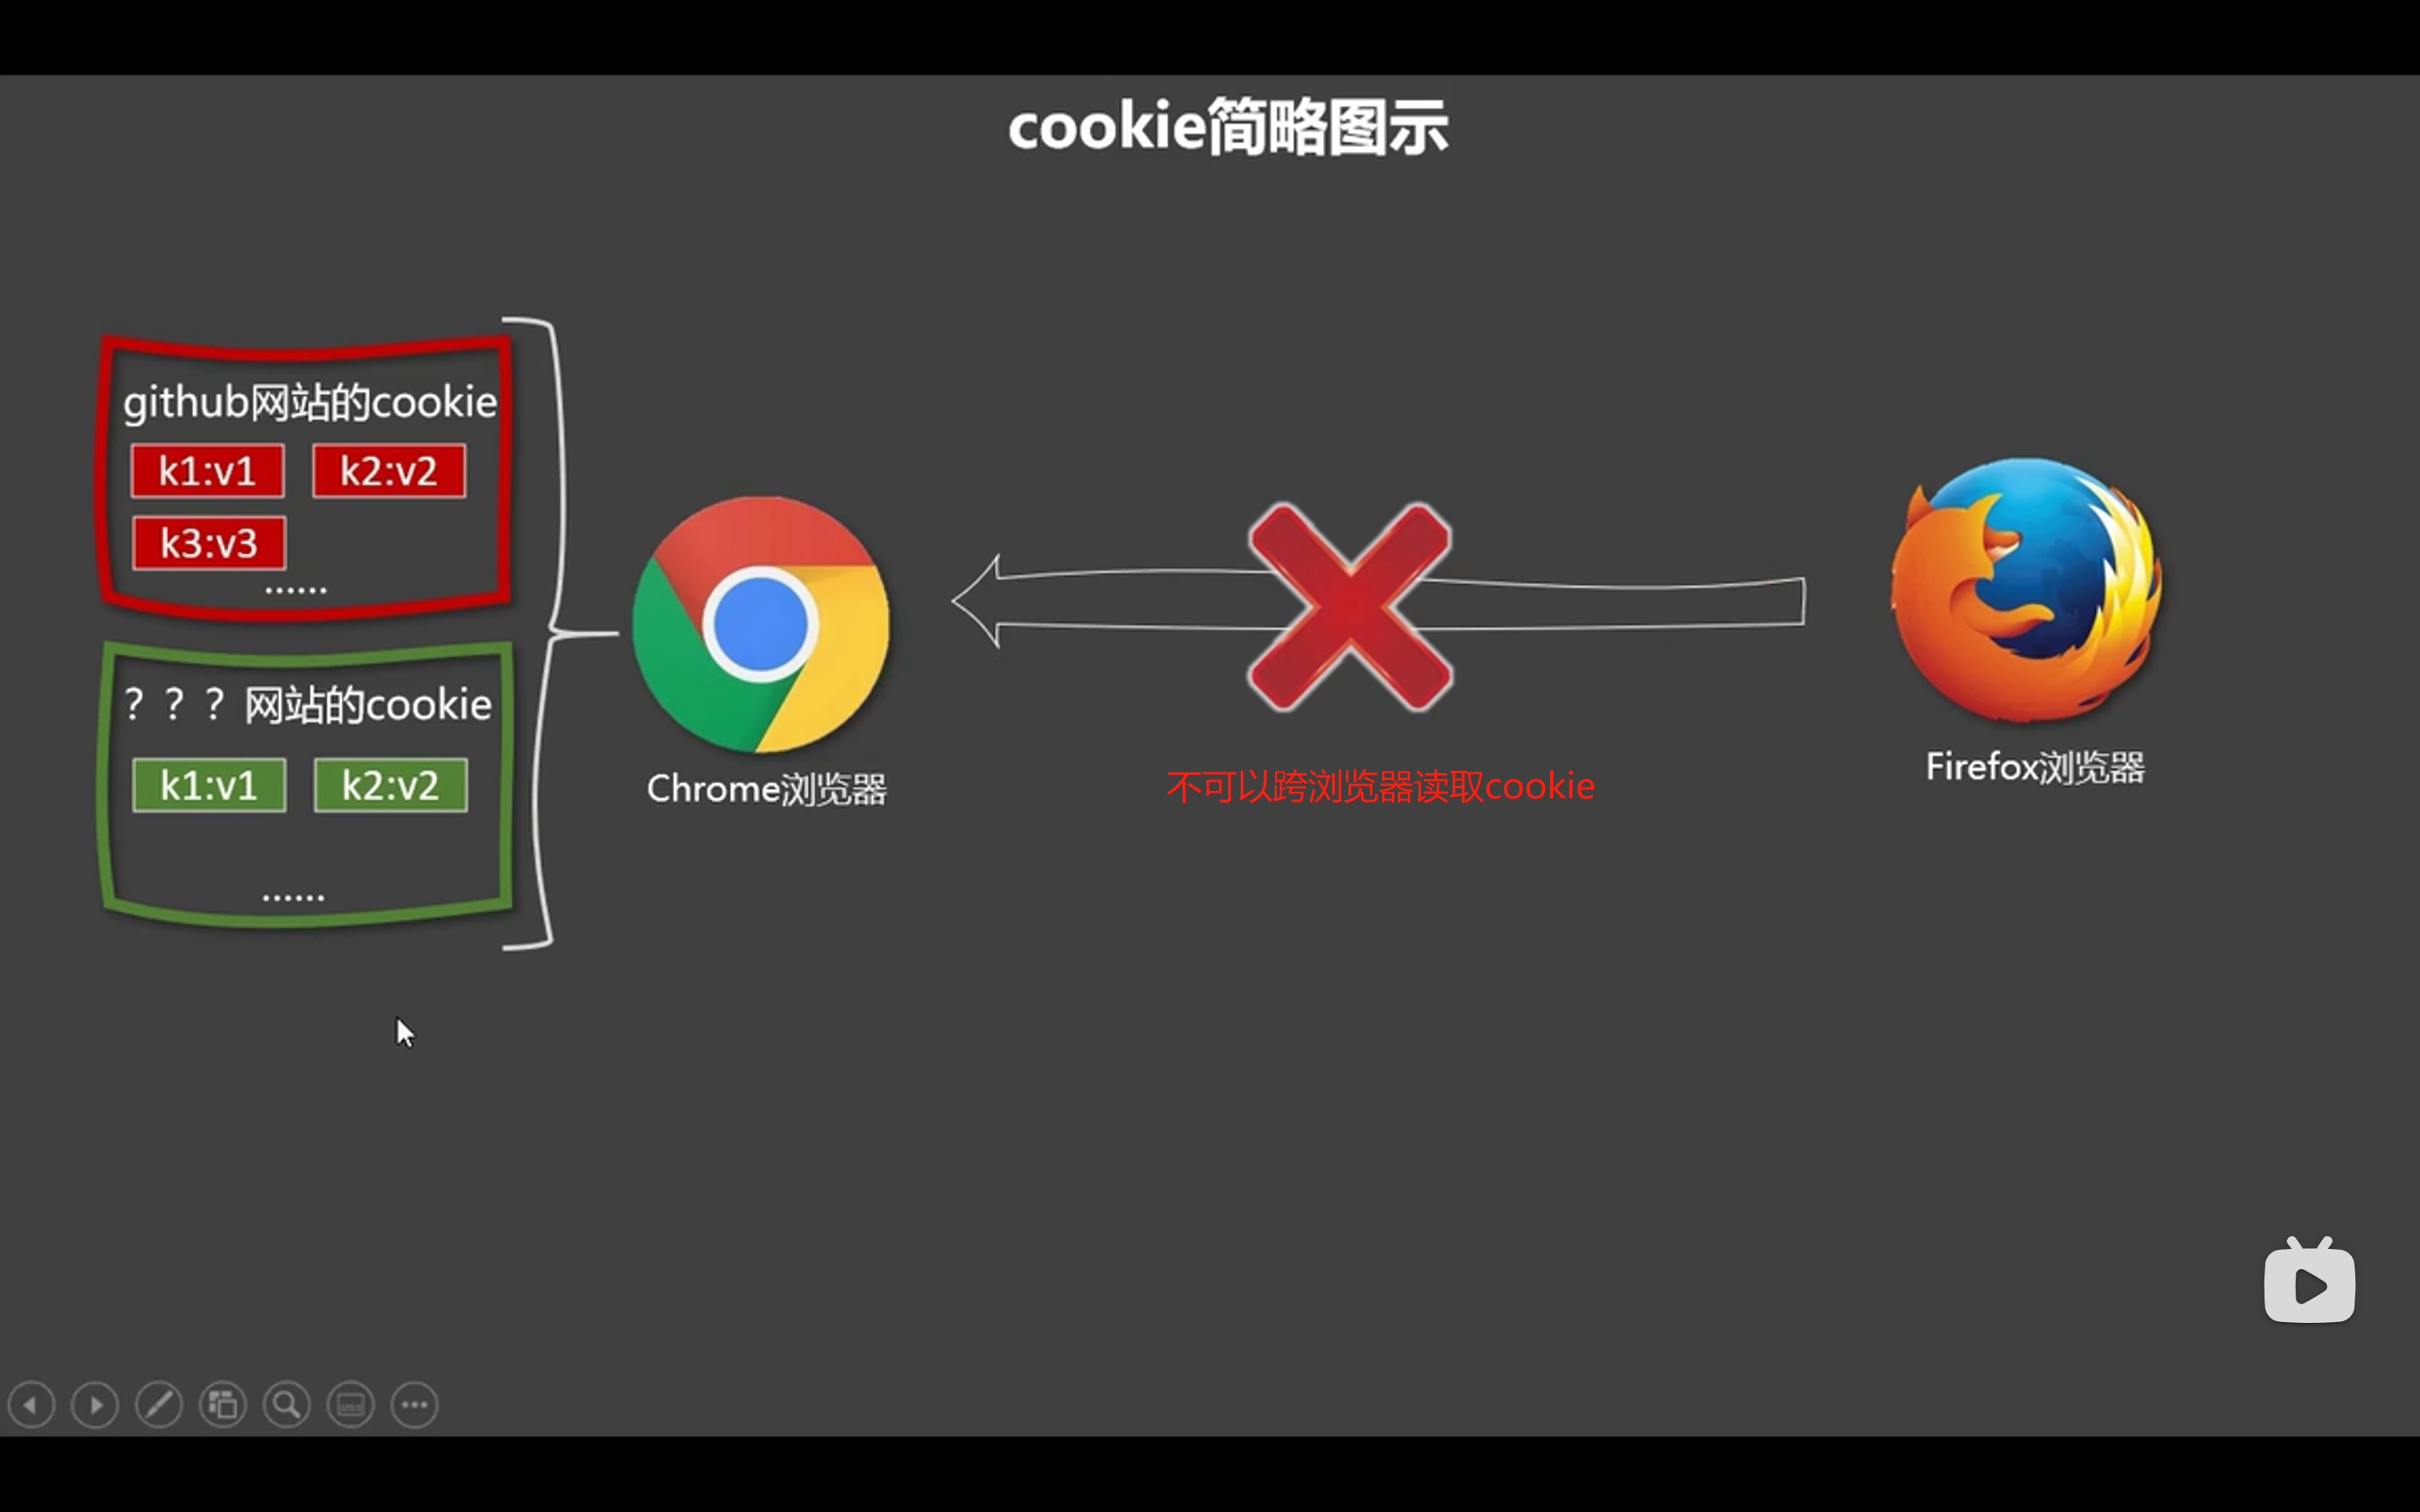 cookie简略图示
github网站的cookie
k1:v1 k2:v2
k3:v3
......
？？？网站的cookie
k1:v1 k2:v2
......
Chrome浏览器
不可以跨浏览器读取cookie
Firefox浏览器